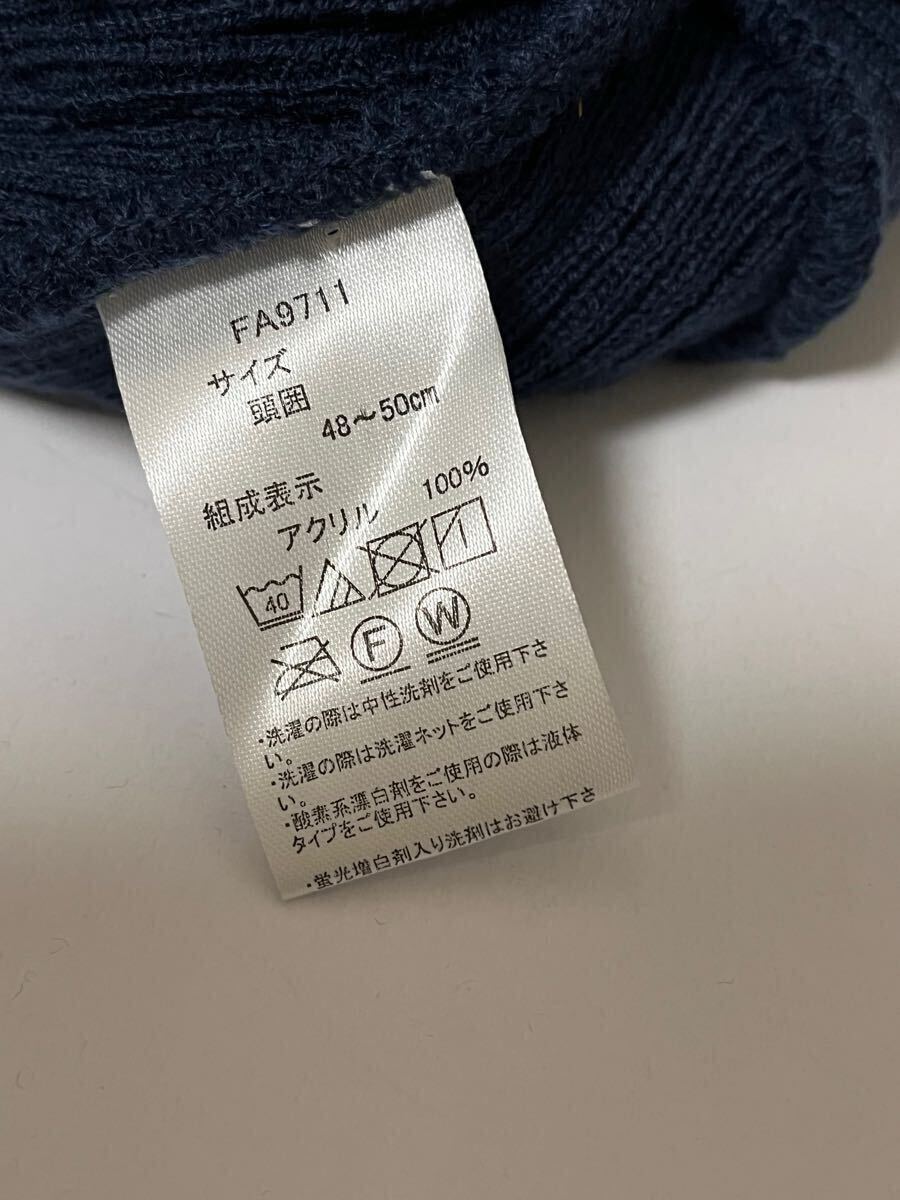 FA9711
サイズ
頭囲
48～50cm
組成表示
アクリル 100%
40
F W
・洗濯の際は中性洗剤をご使用下さ
い。
・洗濯の際は洗濯ネットをご使用下さ
い。
・酸素系漂白剤をご使用の際は液体
タイプをご使用下さい。
・蛍光増白剤入り洗剤はお避け下さ